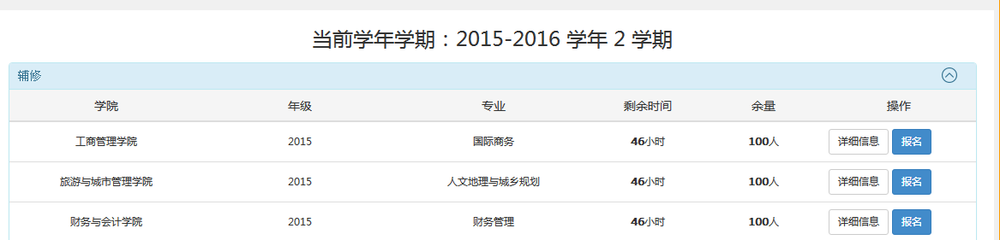 当前学年学期：2015-2016 学年 2 学期
辅修
学院 年级 专业 剩余时间 余量 操作
工商管理学院 2015 国际商务 46小时 100人 详细信息 报名
旅游与城市管理学院 2015 人文地理与城乡规划 46小时 100人 详细信息 报名
财务与会计学院 2015 财务管理 46小时 100人 详细信息 报名